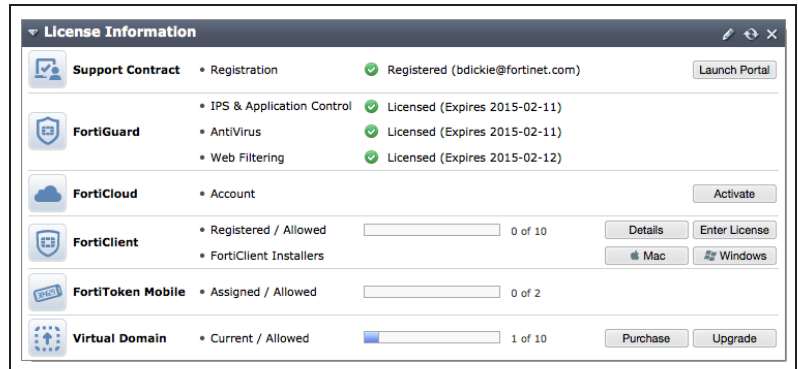 License Information
Support Contract • Registration Registered (bdickie@fortinet.com) Launch Portal
• IPS & Application Control Licensed (Expires 2015-02-11)
FortiGuard • AntiVirus Licensed (Expires 2015-02-11)
• Web Filtering Licensed (Expires 2015-02-12)
FortiCloud • Account Activate
FortiClient • Registered / Allowed 0 of 10 Details Enter License
• FortiClient Installers Mac Windows
FortiToken Mobile • Assigned / Allowed 0 of 2
Virtual Domain • Current / Allowed 1 of 10 Purchase Upgrade